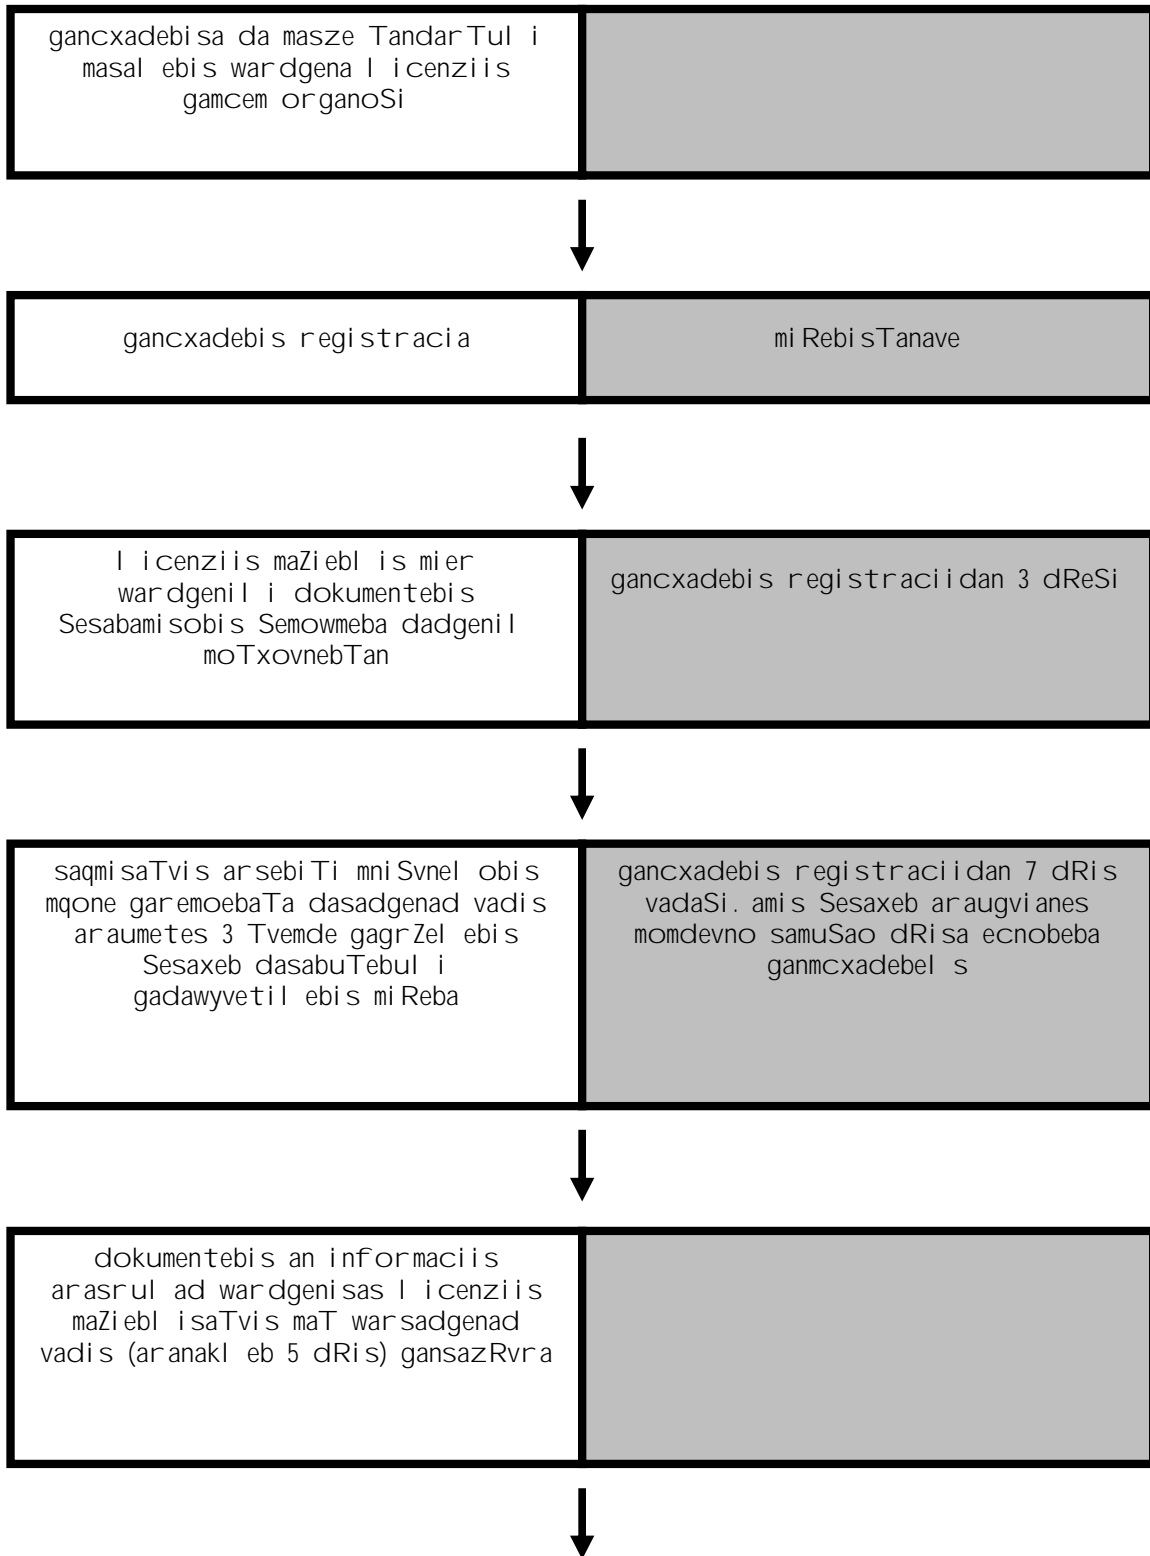 gancxadebisa da masze TandarTuli
masalebis wardgena licenziis
gamcem organoSi
gancxadebis registracia
miRebisTanave
licenziis maZieblis mier
wardgenili dokumentebis
Sesabamisobis Semowmeba dadgenil
moTxovnebTan
gancxadebis registraciidan 3 dReSi
saqmisaTvis arsebiTi mniSvnelobis
mqone garemoebaTa dasadgenad vadis
araumetes 3 Tvemde gagrZelebis
Sesaxeb dasabuTebuli
gadawyvetilebis miReba
gancxadebis registraciidan 7 dRis
vadaSi. amis Sesaxeb araugvianes
momdevno samuSao dRisa ecnobeba
ganmcxadebels
dokumentebis an informaciis
arasrulad wardgenisas licenziis
maZieblisaTvis maT warsadgenad
vadis (aranakleb 5 dRis) gansazRvra